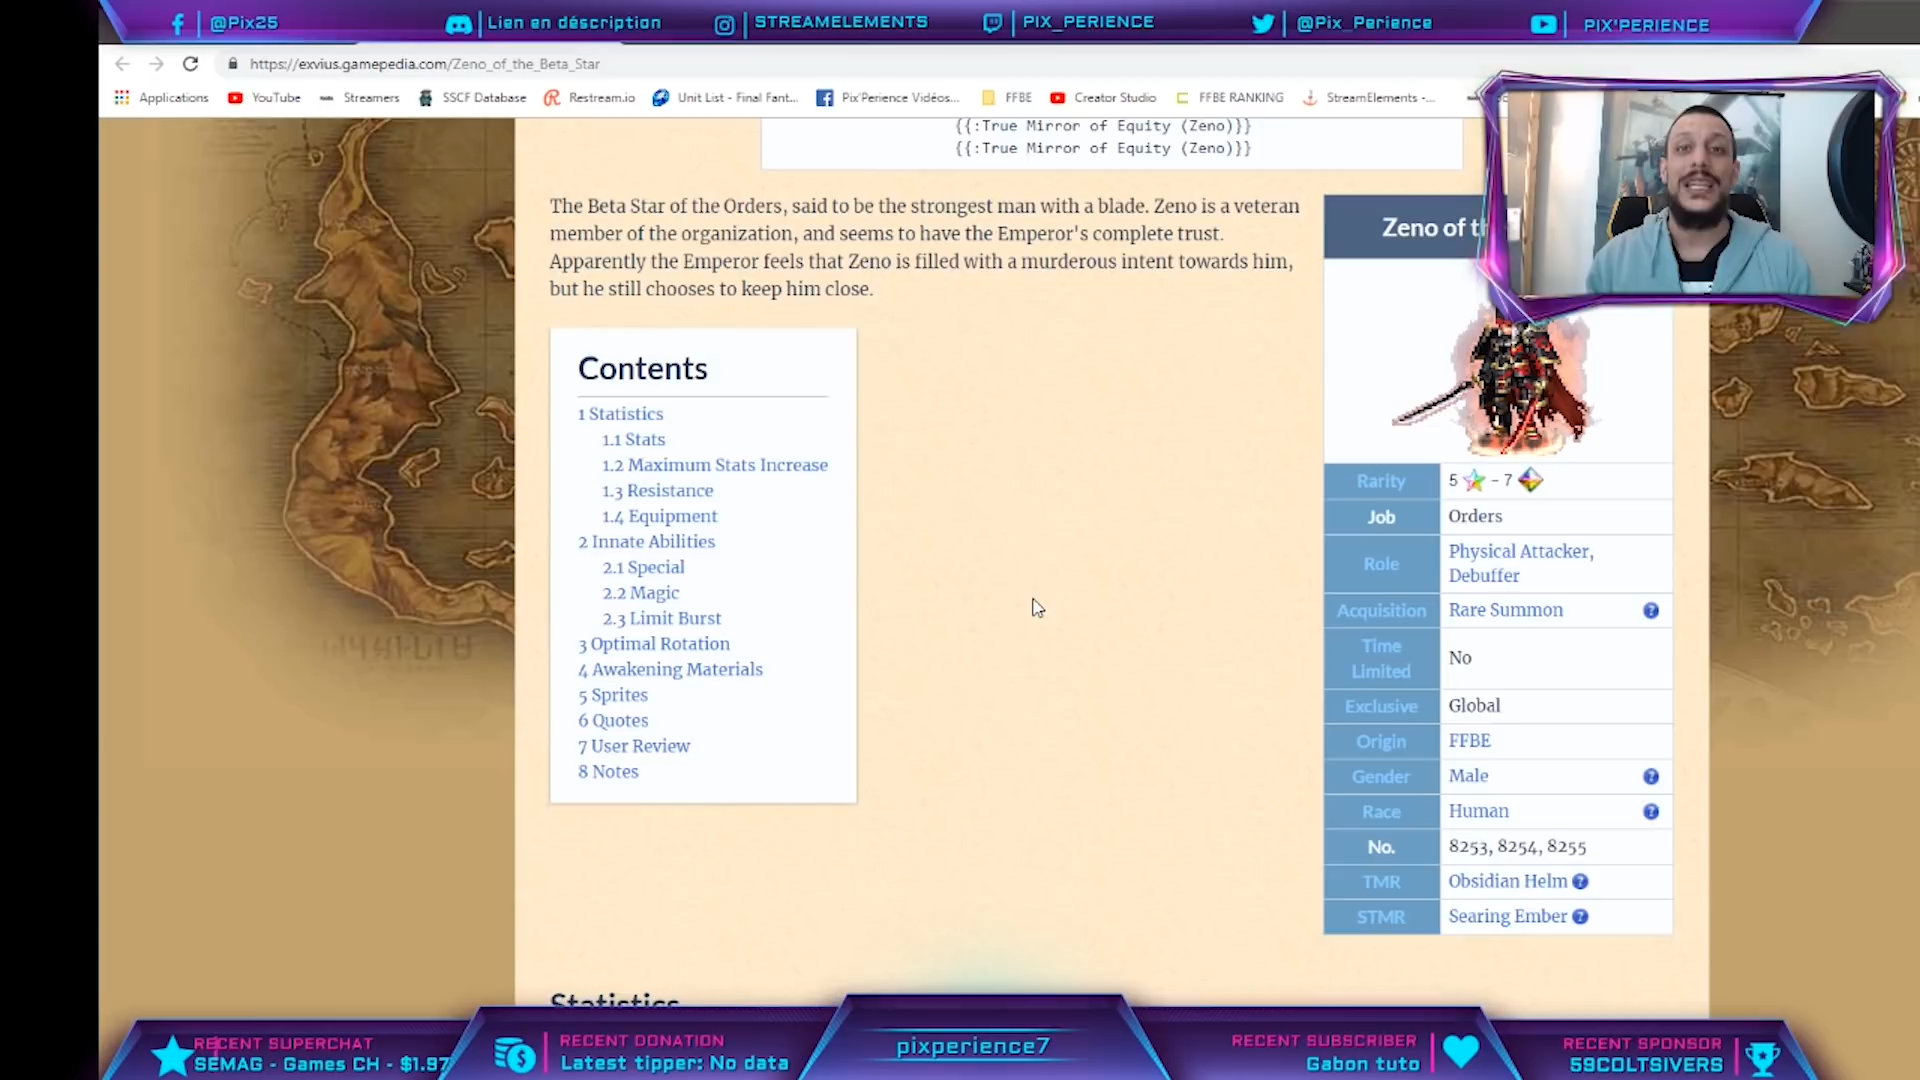 @Pix25
Lien en déscription
STREAMELEMENTS
PIX_PERIENCE
@Pix_Perience
PIX'PERIENCE
https://exvius.gamepedia.com/Zeno_of_the_Beta_Star
Applications
YouTube
Streamers
SSCF Database
Restream.io
Unit List - Final Fant...
Pix'Perience Vidéos...
FFBE
Creator Studio
FFBE RANKING
StreamElements -...
{{:True Mirror of Equity (Zeno)}}
{{:True Mirror of Equity (Zeno)}}
The Beta Star of the Orders, said to be the strongest man with a blade. Zeno is a veteran
member of the organization, and seems to have the Emperor's complete trust.
Apparently the Emperor feels that Zeno is filled with a murderous intent towards him,
but he still chooses to keep him close.
Contents
1 Statistics
1.1 Stats
1.2 Maximum Stats Increase
1.3 Resistance
1.4 Equipment
2 Innate Abilities
2.1 Special
2.2 Magic
2.3 Limit Burst
3 Optimal Rotation
4 Awakening Materials
5 Sprites
6 Quotes
7 User Review
8 Notes
Zeno of
Rarity 5 - 7
Job Orders
Role Physical Attacker,
Debuffer
Acquisition Rare Summon
Time
Limited No
Exclusive Global
Origin FFBE
Gender Male
Race Human
No. 8253, 8254, 8255
TMR Obsidian Helm
STMR Searing Ember
Statistics
RECENT SUPERCHAT
SEMAG - Games CH - $1.97
RECENT DONATION
Latest tipper: No data
pixperience7
RECENT SUBSCRIBER
Gabon tuto
RECENT SPONSOR
59COLTSIVERS